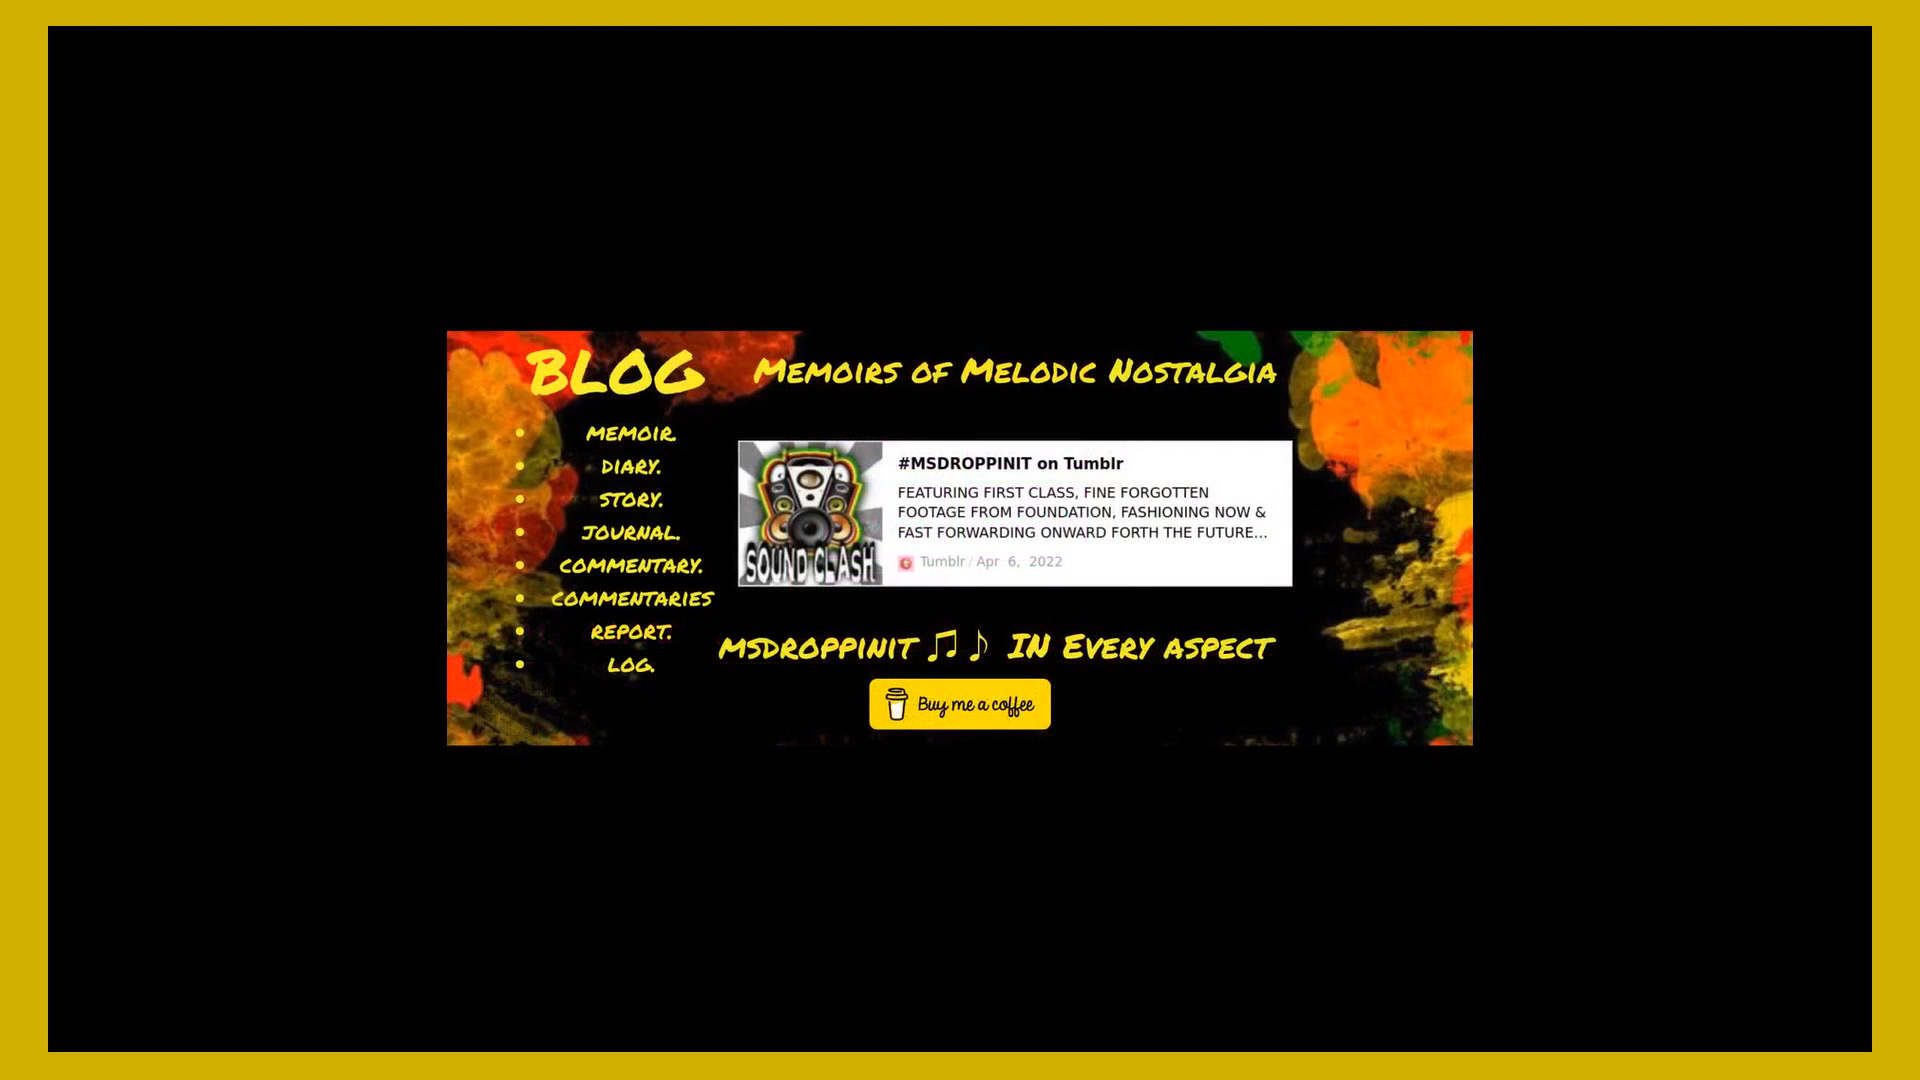 BLOG
MEMOIR.
DIARY.
STORY.
JOURNAL.
COMMENTARY.
COMMENTARIES
REPORT.
LOG.
MEMOIRS OF MELODIC NOSTALGIA
SOUND CLASH
#MSDROPPINIT on Tumblr
FEATURING FIRST CLASS, FINE FORGOTTEN
FOOTAGE FROM FOUNDATION, FASHIONING NOW &
FAST FORWARDING ONWARD FORTH THE FUTURE...
Tumblr / Apr 6, 2022
MSDROPPINIT ♫ ♪ IN EVERY ASPECT
Buy me a coffee